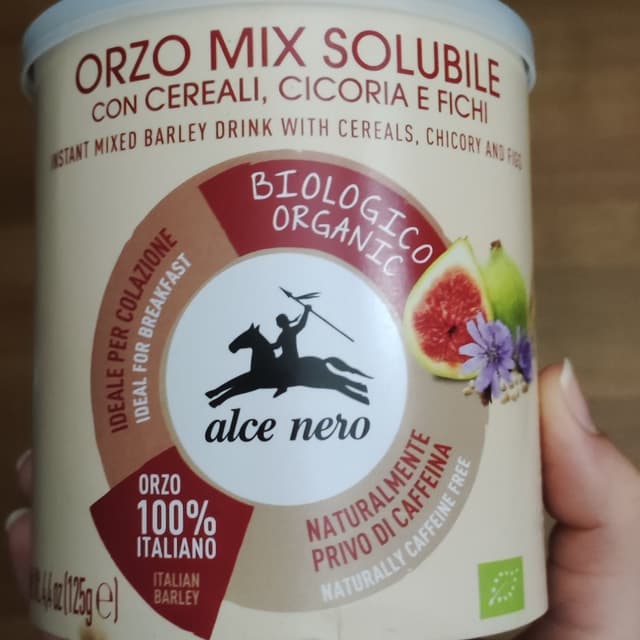 ORZO MIX SOLUBILE
CON CEREALI, CICORIA E FICHI
INSTANT MIXED BARLEY DRINK WITH CEREALS, CHICORY AND FIGS
BIOLOGICO
ORGANIC
IDEALE PER COLAZIONE
IDEAL FOR BREAKFAST
alce nero
ORZO
100%
ITALIANO
ITALIAN
BARLEY
NATURALMENTE
PRIVO DI CAFFEINA
NATURALLY CAFFEINE FREE
4,4 oz (125g ℮)